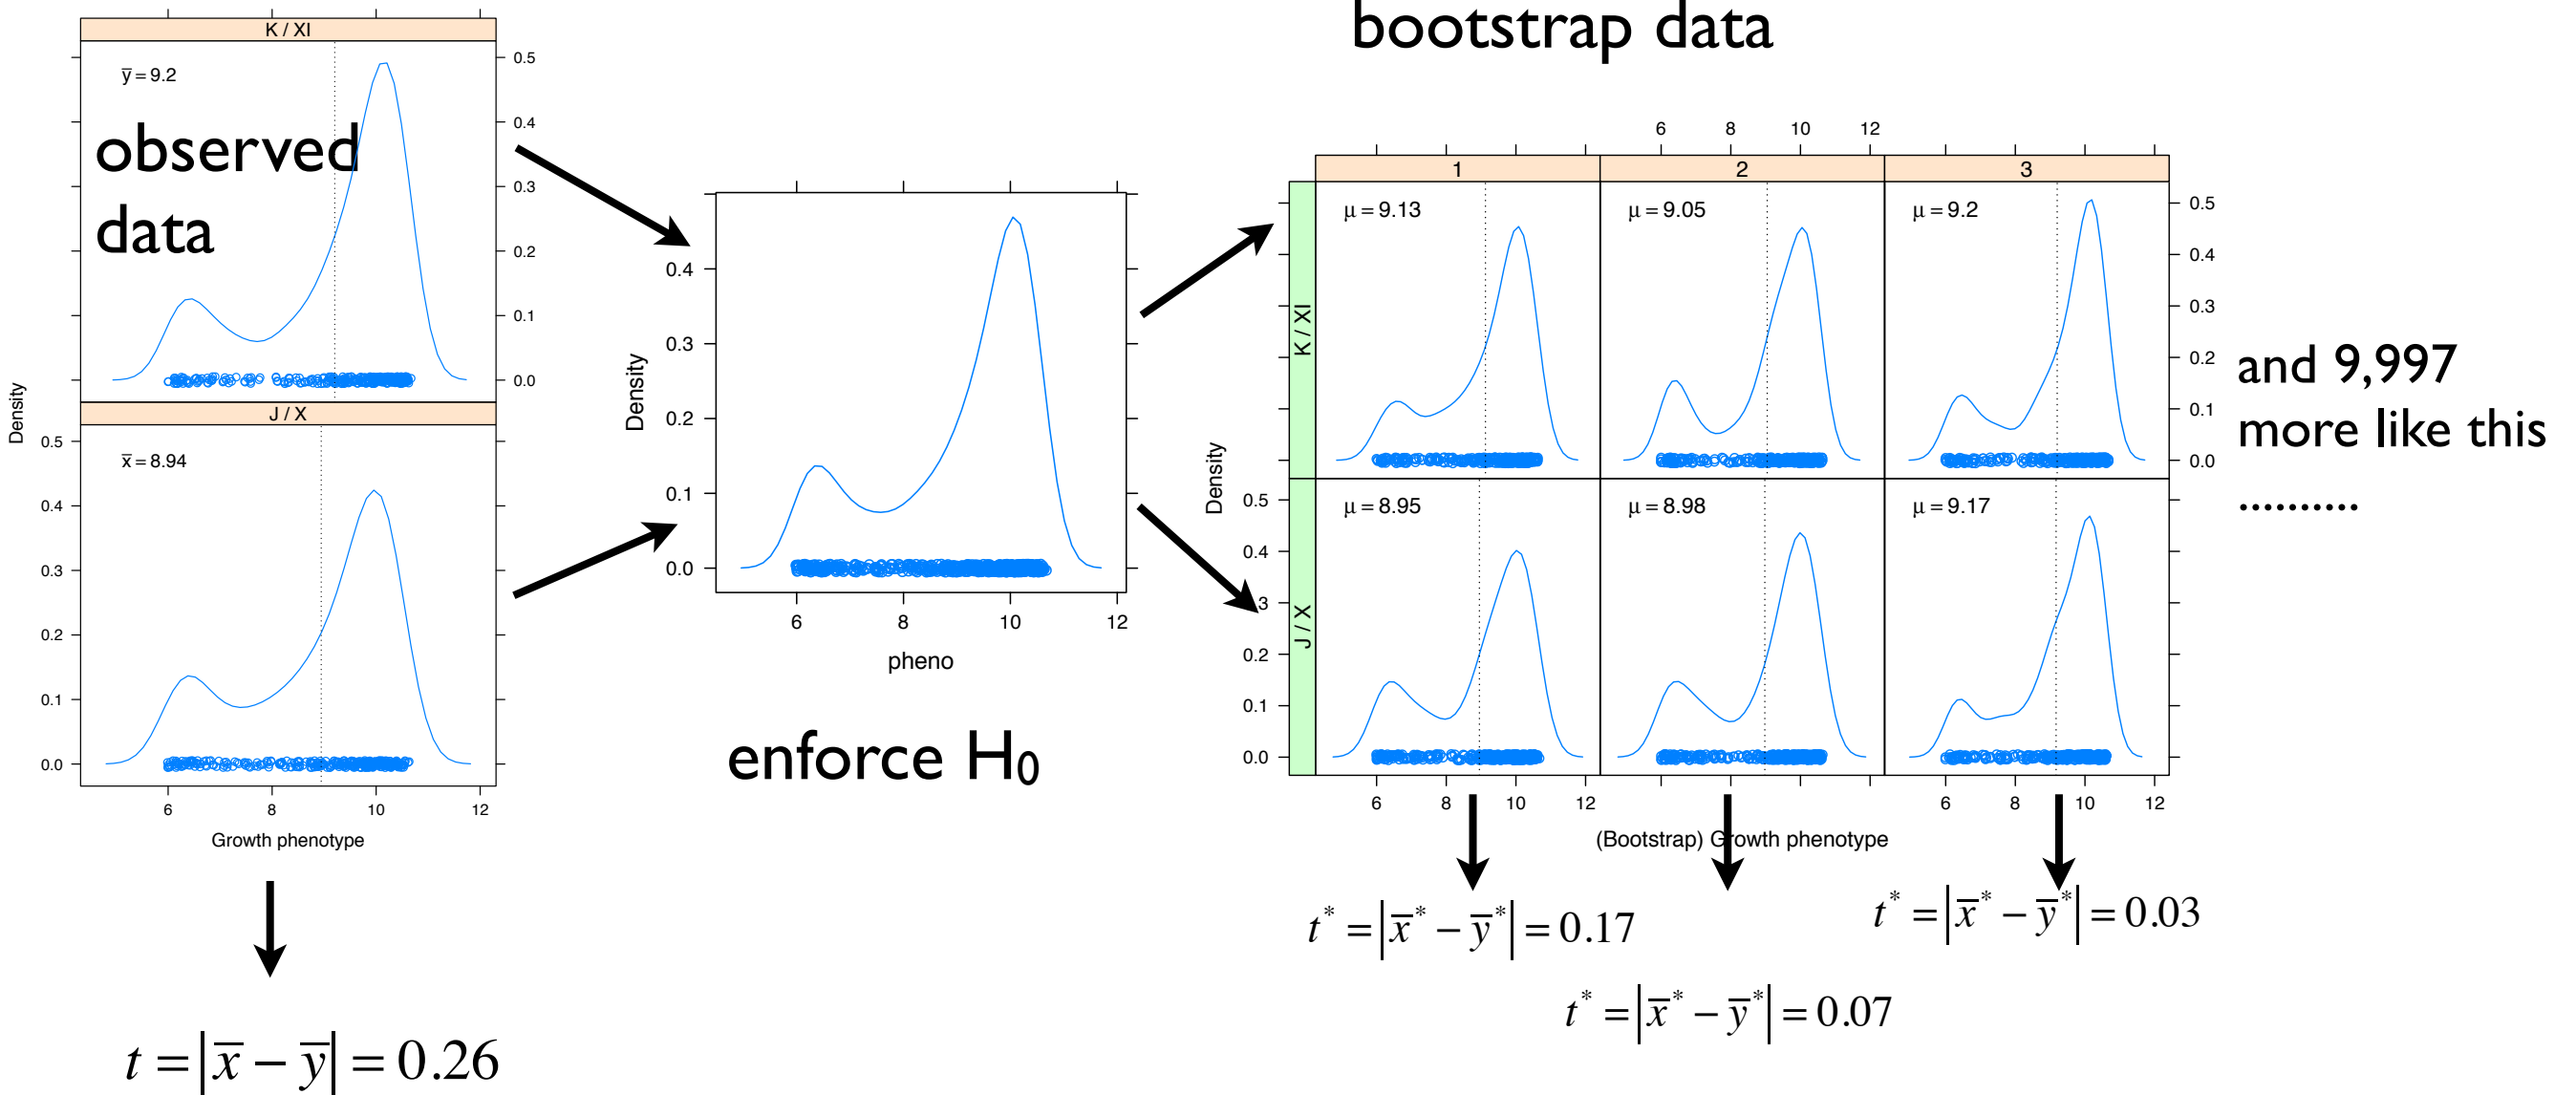 bootstrap data
K / XI
y̅ = 9.2
observed
data
0.5
0.4
0.3
0.2
0.1
0.0
Density
J / X
x̅ = 8.94
0.5
0.4
0.3
0.2
0.1
0.0
6 8 10 12
Growth phenotype
t = |x̅ − y̅| = 0.26
Density
0.4
0.3
0.2
0.1
0.0
6 8 10 12
pheno
enforce H₀
6 8 10 12
1 2 3
K / XI
μ = 9.13 μ = 9.05 μ = 9.2
0.5
0.4
0.3
0.2
0.1
0.0
Density
J / X
μ = 8.95 μ = 8.98 μ = 9.17
0.5
0.4
3
0.2
0.1
0.0
6 8 10 12 6 8 10 12
(Bootstrap) Growth phenotype
t* = |x̅* − y̅*| = 0.17
t* = |x̅* − y̅*| = 0.07
t* = |x̅* − y̅*| = 0.03
and 9,997
more like this
..........